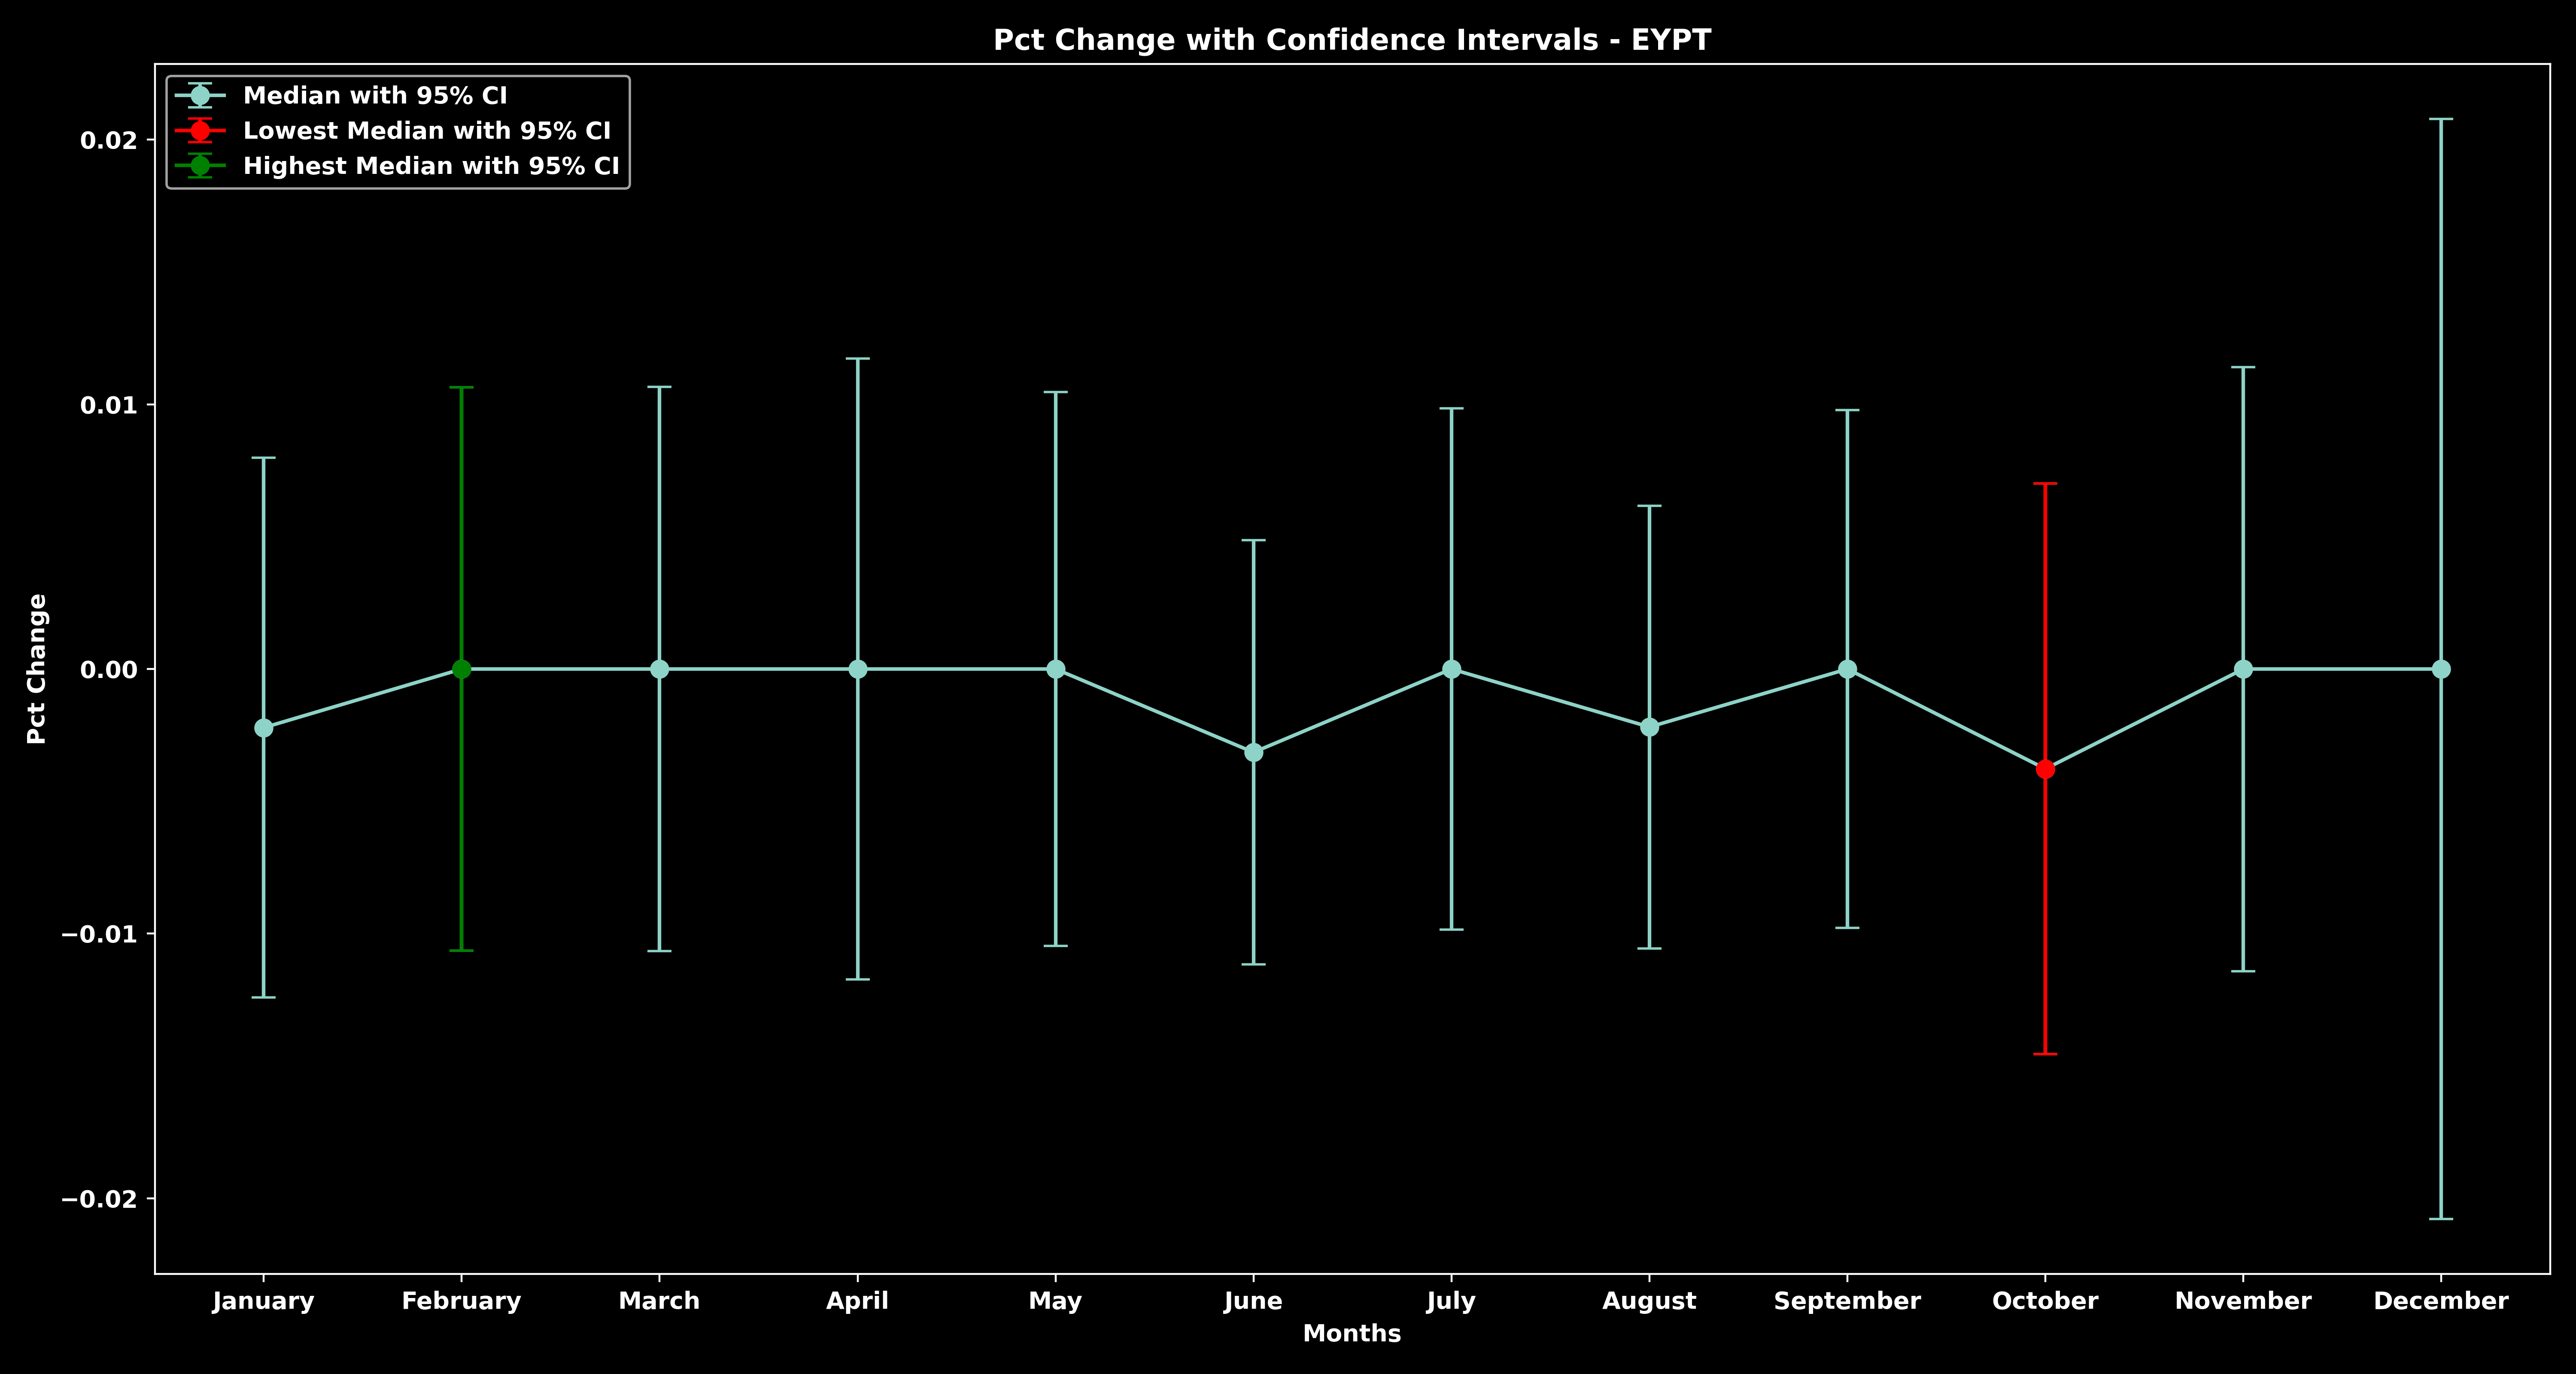 Pct Change with Confidence Intervals - EYPT
Median with 95% CI
Lowest Median with 95% CI
Highest Median with 95% CI
Pct Change
0.02
0.01
0.00
−0.01
−0.02
January February March April May June July August September October November December
Months